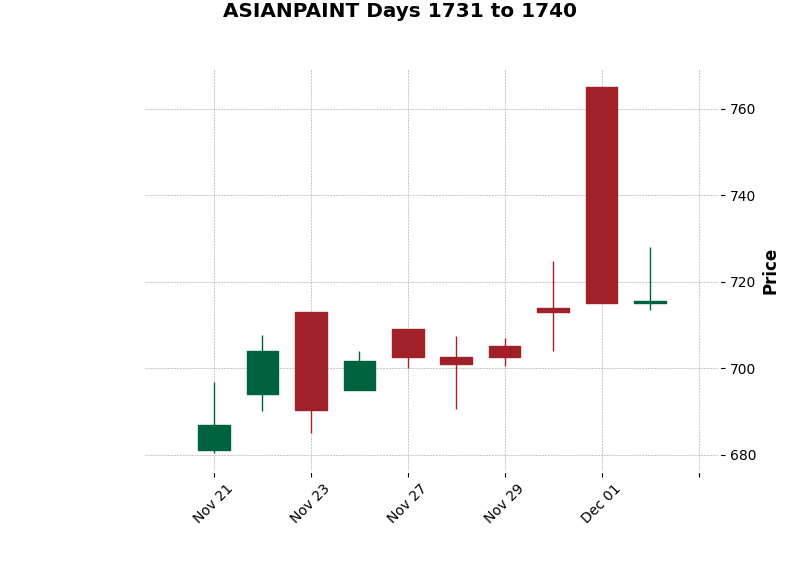 ASIANPAINT Days 1731 to 1740
760
740
720
700
680
Price
Nov 21
Nov 23
Nov 27
Nov 29
Dec 01